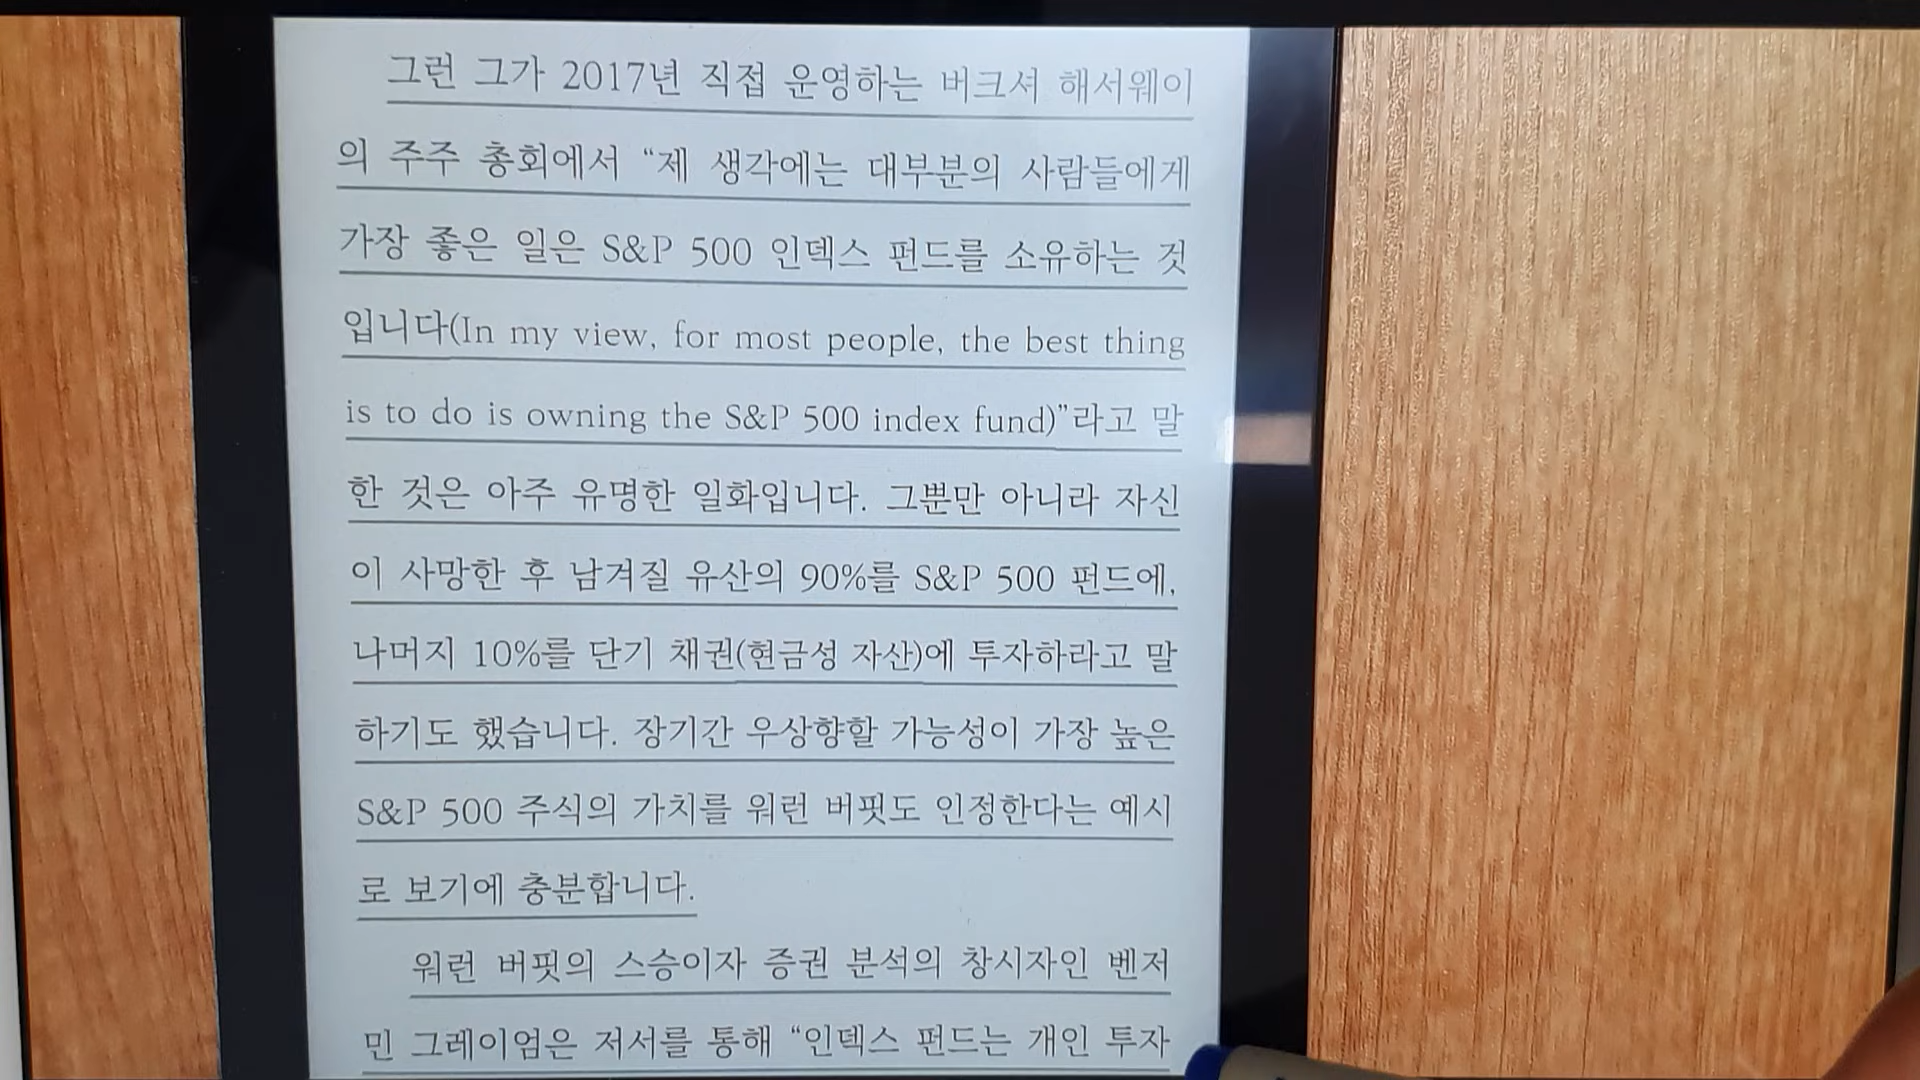 그런 그가 2017년 직접 운영하는 버크셔 해서웨이
의 주주 총회에서 “제 생각에는 대부분의 사람들에게
가장 좋은 일은 S&P 500 인덱스 펀드를 소유하는 것
입니다(In my view, for most people, the best thing
is to do is owning the S&P 500 index fund)”라고 말
한 것은 아주 유명한 일화입니다. 그뿐만 아니라 자신
이 사망한 후 남겨질 유산의 90%를 S&P 500 펀드에,
나머지 10%를 단기 채권(현금성 자산)에 투자하라고 말
하기도 했습니다. 장기간 우상향할 가능성이 가장 높은
S&P 500 주식의 가치를 워런 버핏도 인정한다는 예시
로 보기에 충분합니다.
워런 버핏의 스승이자 증권 분석의 창시자인 벤저
민 그레이엄은 저서를 통해 “인덱스 펀드는 개인 투자